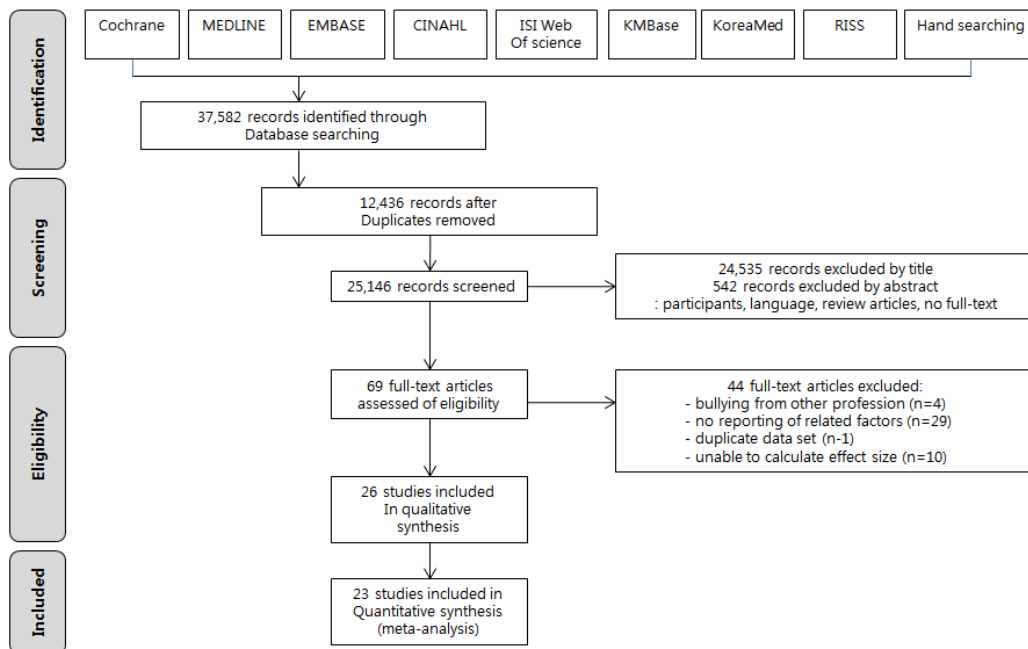 Identification
Cochrane
MEDLINE
EMBASE
CINAHL
ISI Web
Of science
KMBase
KoreaMed
RISS
Hand searching
37,582 records identified through
Database searching
Screening
12,436 records after
Duplicates removed
25,146 records screened
24,535 records excluded by title
542 records excluded by abstract
: participants, language, review articles, no full-text
Eligibility
69 full-text articles
assessed of eligibility
44 full-text articles excluded:
- bullying from other profession (n=4)
- no reporting of related factors (n=29)
- duplicate data set (n-1)
- unable to calculate effect size (n=10)
26 studies included
In qualitative
synthesis
Included
23 studies included in
Quantitative synthesis
(meta-analysis)